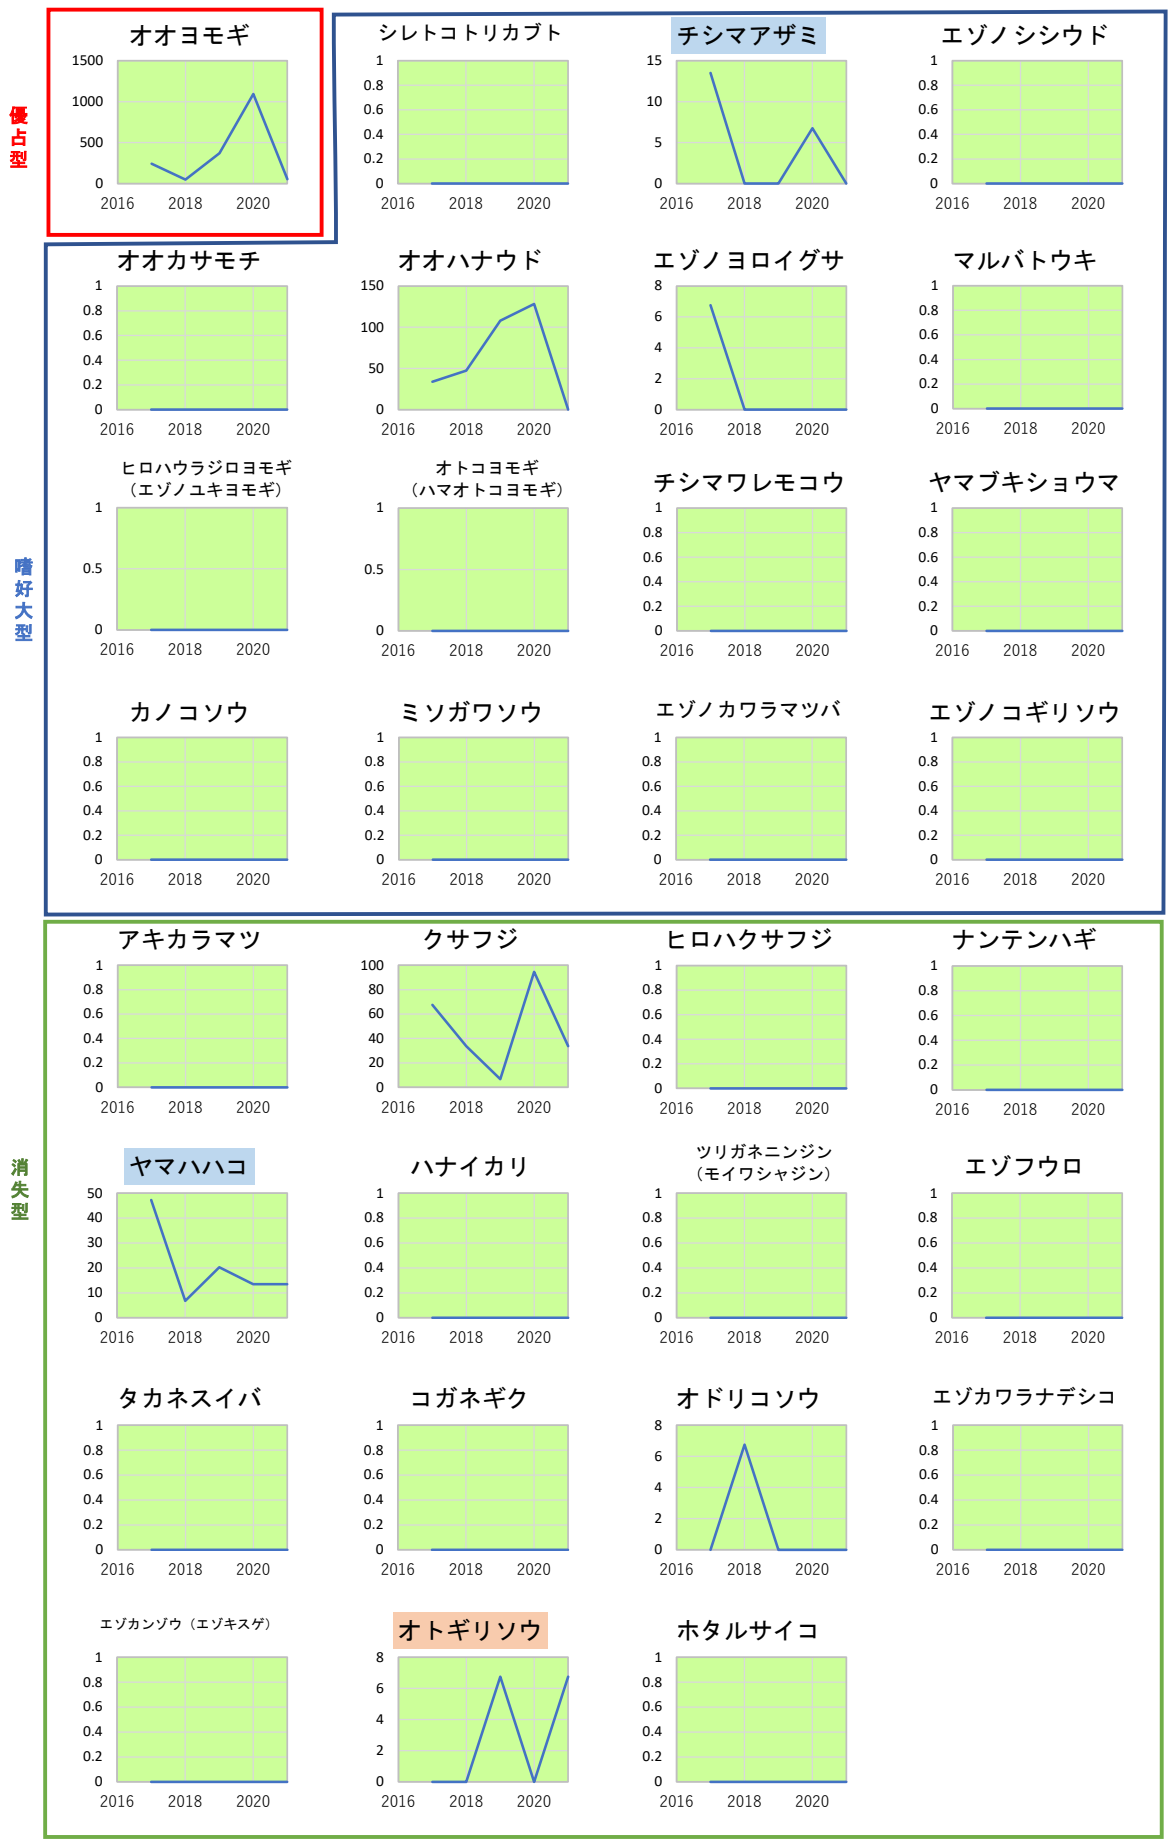 優占型
オオヨモギ
1500
1000
500
0
2016 2018 2020
シレトコトリカブト
1
0.8
0.6
0.4
0.2
0
2016 2018 2020
チシマアザミ
15
10
5
0
2016 2018 2020
エゾノシシウド
1
0.8
0.6
0.4
0.2
0
2016 2018 2020
嗜好大型
オオカサモチ
1
0.8
0.6
0.4
0.2
0
2016 2018 2020
オオハナウド
150
100
50
0
2016 2018 2020
エゾノヨロイグサ
8
6
4
2
0
2016 2018 2020
マルバトウキ
1
0.8
0.6
0.4
0.2
0
2016 2018 2020
ヒロハウラジロヨモギ
（エゾノユキヨモギ）
1
0.5
0
2016 2018 2020
オトコヨモギ
（ハマオトコヨモギ）
1
0.5
0
2016 2018 2020
チシマワレモコウ
1
0.8
0.6
0.4
0.2
0
2016 2018 2020
ヤマブキショウマ
1
0.8
0.6
0.4
0.2
0
2016 2018 2020
カノコソウ
1
0.8
0.6
0.4
0.2
0
2016 2018 2020
ミソガワソウ
1
0.8
0.6
0.4
0.2
0
2016 2018 2020
エゾノカワラマツバ
1
0.8
0.6
0.4
0.2
0
2016 2018 2020
エゾノコギリソウ
1
0.8
0.6
0.4
0.2
0
2016 2018 2020
消失型
アキカラマツ
1
0.8
0.6
0.4
0.2
0
2016 2018 2020
クサフジ
100
80
60
40
20
0
2016 2018 2020
ヒロハクサフジ
1
0.8
0.6
0.4
0.2
0
2016 2018 2020
ナンテンハギ
1
0.8
0.6
0.4
0.2
0
2016 2018 2020
ヤマハハコ
50
40
30
20
10
0
2016 2018 2020
ハナイカリ
1
0.8
0.6
0.4
0.2
0
2016 2018 2020
ツリガネニンジン
（モイワシャジン）
1
0.8
0.6
0.4
0.2
0
2016 2018 2020
エゾフウロ
1
0.8
0.6
0.4
0.2
0
2016 2018 2020
タカネスイバ
1
0.8
0.6
0.4
0.2
0
2016 2018 2020
コガネギク
1
0.8
0.6
0.4
0.2
0
2016 2018 2020
オドリコソウ
8
6
4
2
0
2016 2018 2020
エゾカワラナデシコ
1
0.8
0.6
0.4
0.2
0
2016 2018 2020
エゾカンゾウ（エゾキスゲ）
1
0.8
0.6
0.4
0.2
0
2016 2018 2020
オトギリソウ
8
6
4
2
0
2016 2018 2020
ホタルサイコ
1
0.8
0.6
0.4
0.2
0
2016 2018 2020